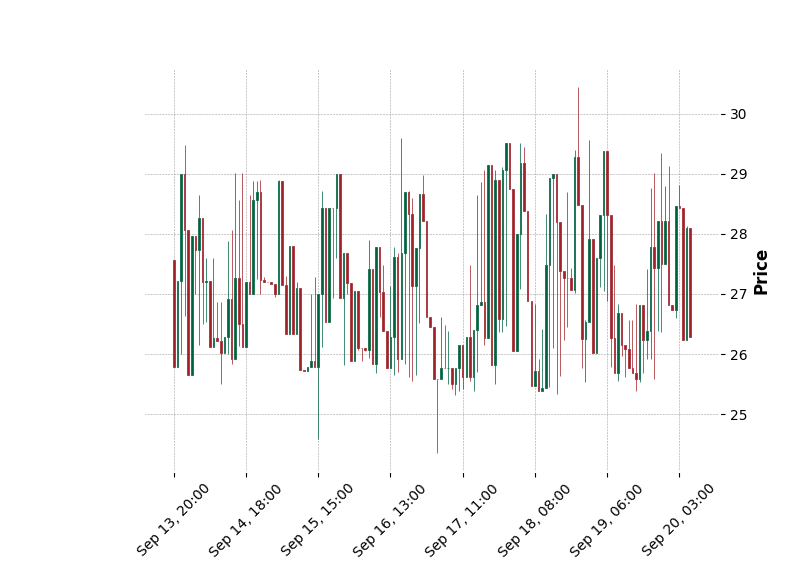 30
29
28
27
26
25
Price
Sep 13, 20:00
Sep 14, 18:00
Sep 15, 15:00
Sep 16, 13:00
Sep 17, 11:00
Sep 18, 08:00
Sep 19, 06:00
Sep 20, 03:00